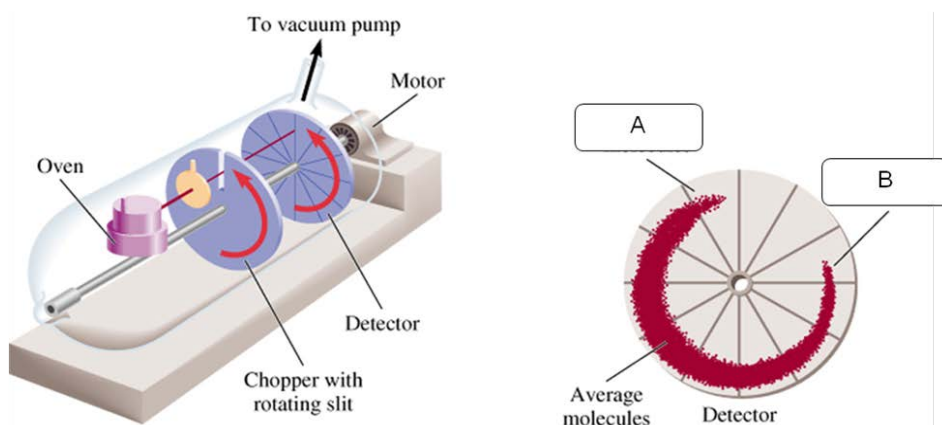 To vacuum pump
Motor
Oven
Detector
Chopper with
rotating slit
A
B
Average
molecules
Detector